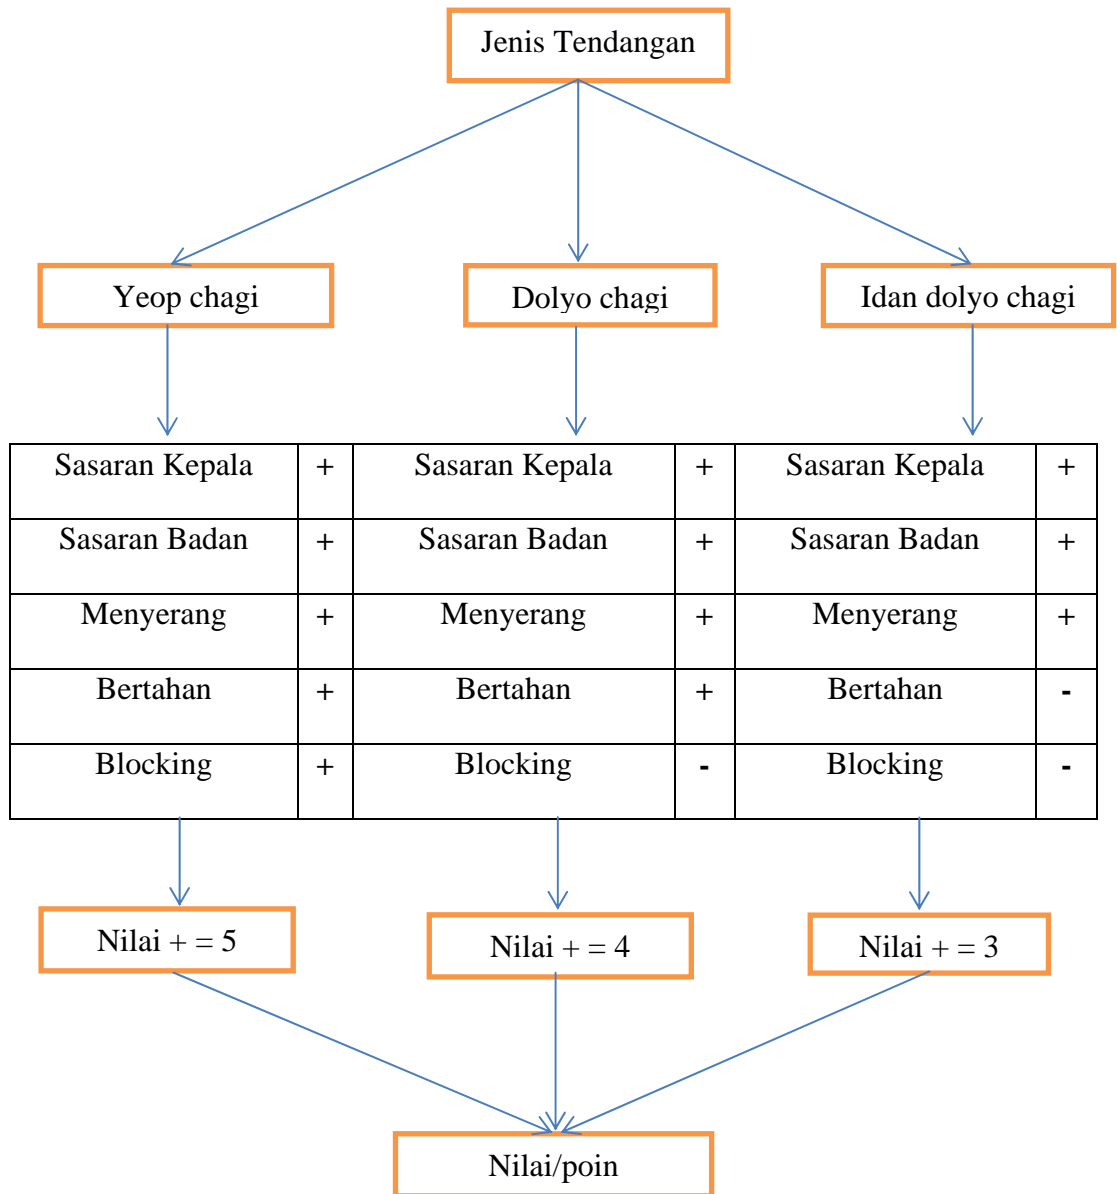 Jenis Tendangan
Yeop chagi
Dolyo chagi
Idan dolyo chagi
Sasaran Kepala + Sasaran Kepala + Sasaran Kepala +
Sasaran Badan + Sasaran Badan + Sasaran Badan +
Menyerang + Menyerang + Menyerang +
Bertahan + Bertahan + Bertahan -
Blocking + Blocking - Blocking -
Nilai + = 5
Nilai + = 4
Nilai + = 3
Nilai/poin